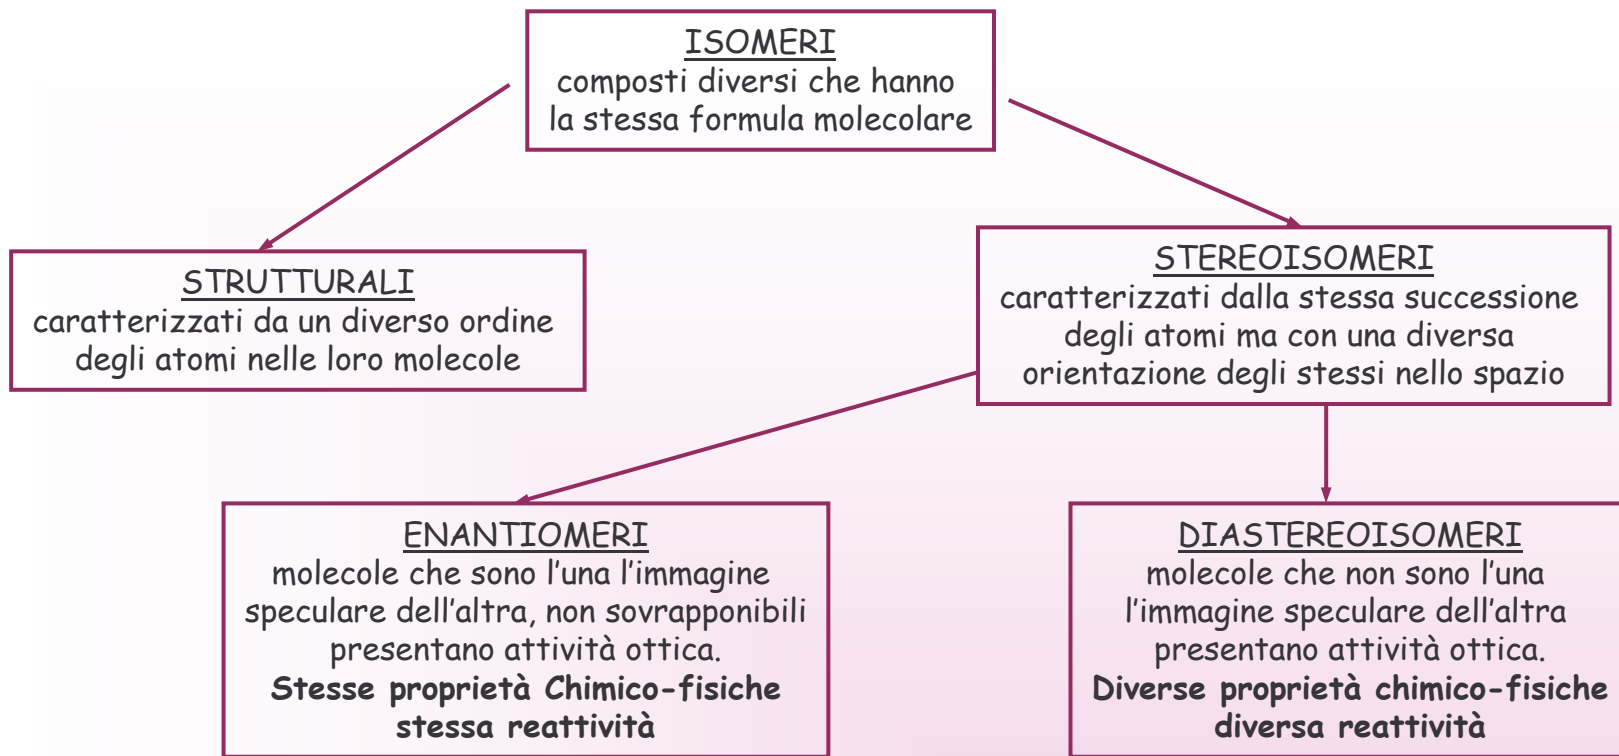 ISOMERI
composti diversi che hanno
la stessa formula molecolare
STRUTTURALI
caratterizzati da un diverso ordine
degli atomi nelle loro molecole
STEREOISOMERI
caratterizzati dalla stessa successione
degli atomi ma con una diversa
orientazione degli stessi nello spazio
ENANTIOMERI
molecole che sono l'una l'immagine
speculare dell'altra, non sovrapponibili
presentano attività ottica.
Stesse proprietà Chimico-fisiche
stessa reattività
DIASTEREOISOMERI
molecole che non sono l'una
l'immagine speculare dell'altra
presentano attività ottica.
Diverse proprietà chimico-fisiche
diversa reattività